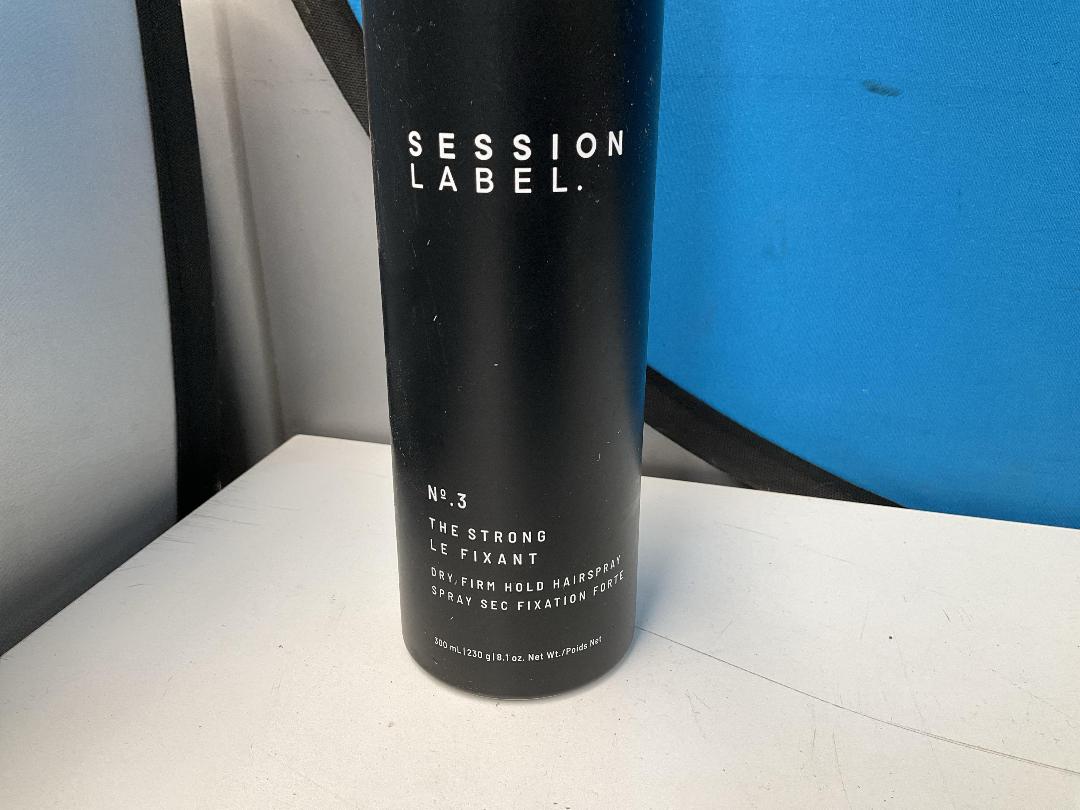 SESSION
LABEL.
Nº.3
THE STRONG
LE FIXANT
DRY, FIRM HOLD HAIRSPRAY
SPRAY SEC FIXATION FORTE
300 mL | 230 g | 8.1 oz. Net Wt./Poids Net